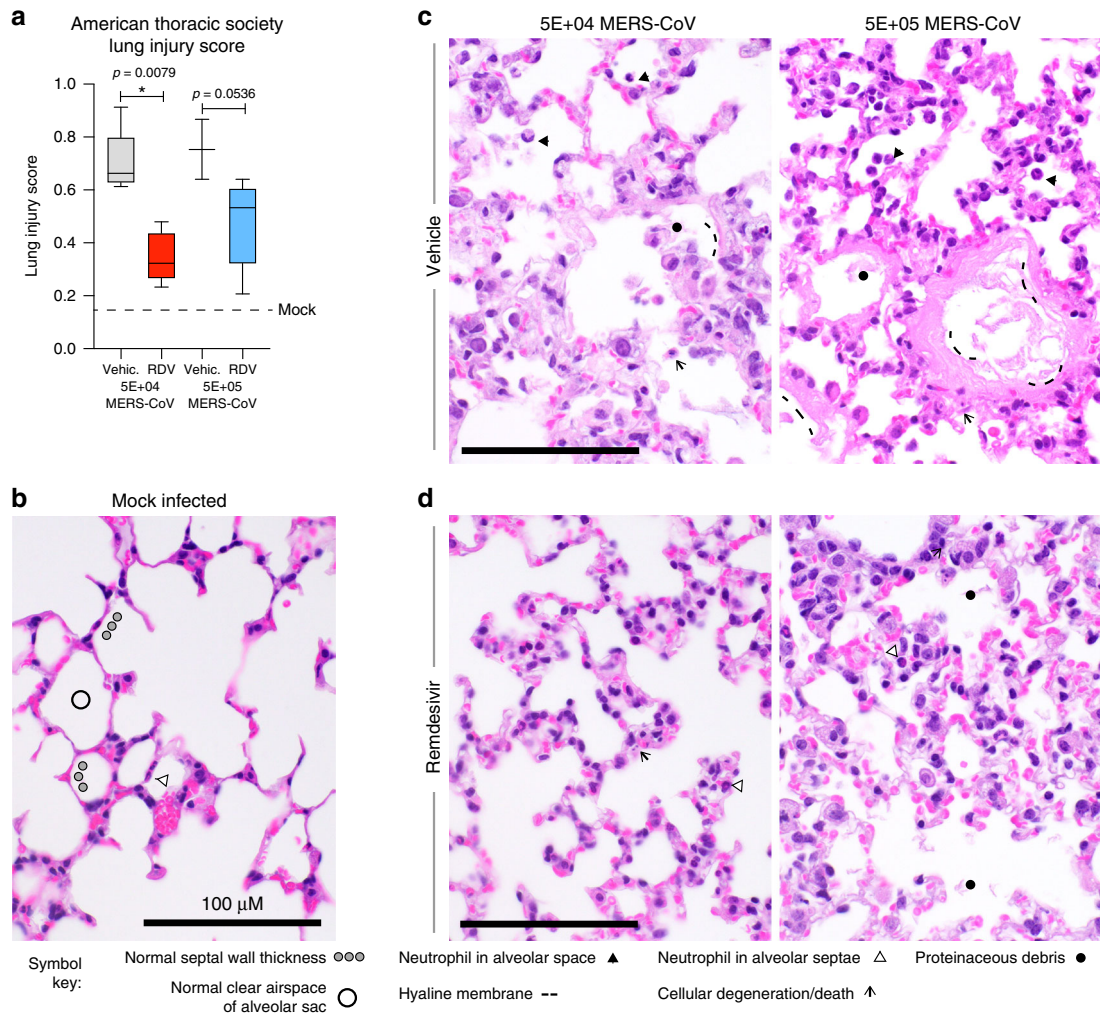 a
American thoracic society
lung injury score
p = 0.0079
*
p = 0.0536
Lung injury score
1.0
0.8
0.6
0.4
0.2
0.0
Mock
Vehic. RDV Vehic. RDV
5E+04 5E+05
MERS-CoV MERS-CoV
b
Mock infected
100 μM
c
5E+04 MERS-CoV
5E+05 MERS-CoV
Vehicle
d
Remdesivir
Symbol
key:
Normal septal wall thickness
Normal clear airspace
of alveolar sac
Neutrophil in alveolar space
Hyaline membrane
Neutrophil in alveolar septae
Cellular degeneration/death
Proteinaceous debris